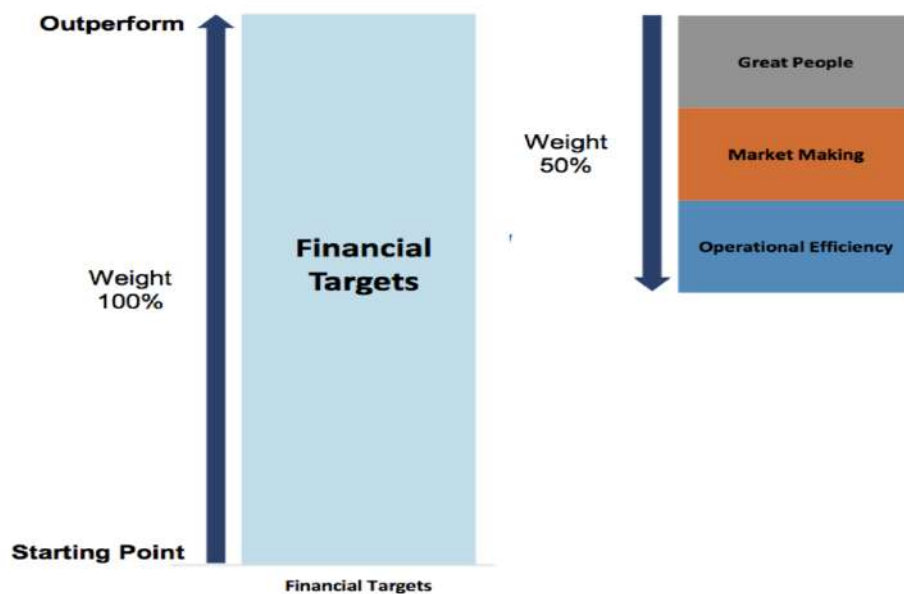 Outperform
Great People
Weight
50%
Market Making
Financial
Targets
Operational Efficiency
Weight
100%
Starting Point
Financial Targets